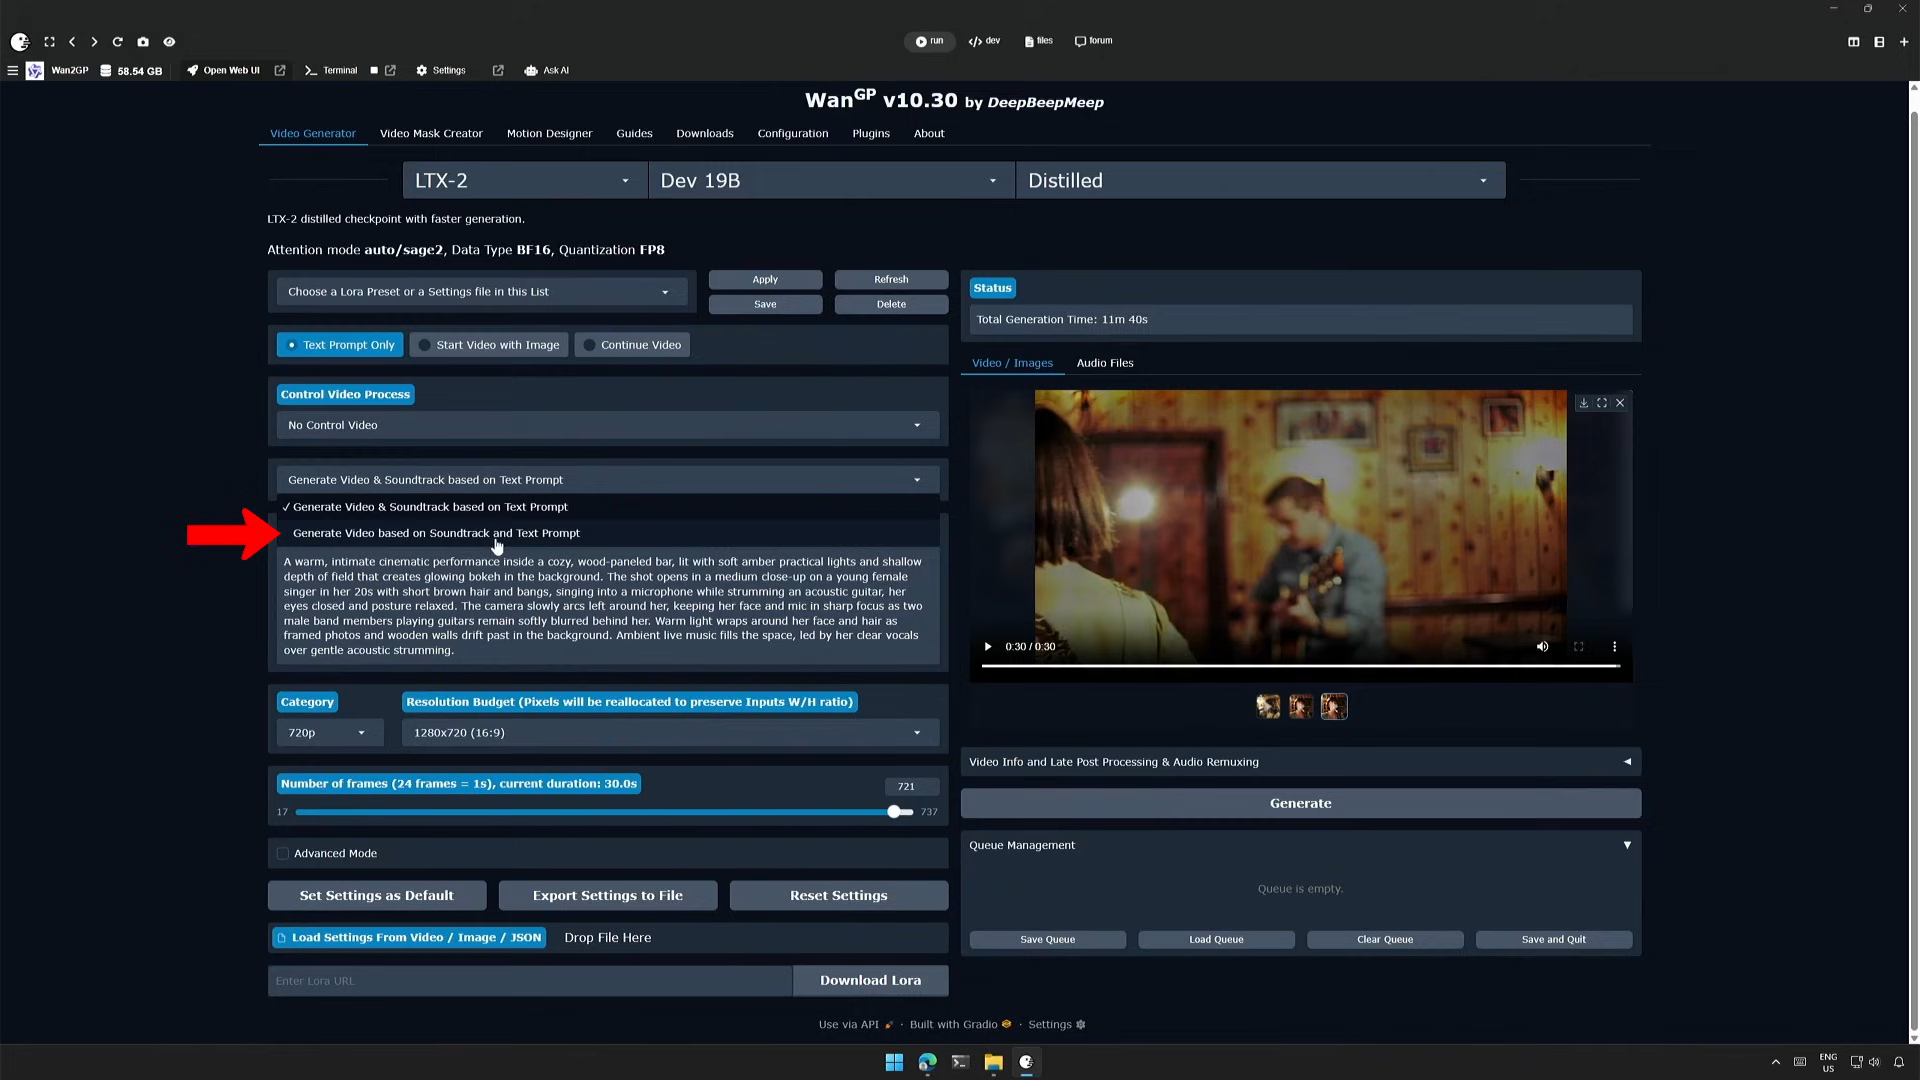 run
dev
files
forum
Wan2GP
58.54 GB
Open Web UI
Terminal
Settings
Ask AI
WanGP v10.30 by DeepBeepMeep
Video Generator
Video Mask Creator
Motion Designer
Guides
Downloads
Configuration
Plugins
About
LTX-2
Dev 19B
Distilled
LTX-2 distilled checkpoint with faster generation.
Attention mode auto/sage2, Data Type BF16, Quantization FP8
Choose a Lora Preset or a Settings file in this List
Apply
Refresh
Save
Delete
Text Prompt Only
Start Video with Image
Continue Video
Control Video Process
No Control Video
Generate Video & Soundtrack based on Text Prompt
✓ Generate Video & Soundtrack based on Text Prompt
Generate Video based on Soundtrack and Text Prompt
A warm, intimate cinematic performance inside a cozy, wood-paneled bar, lit with soft amber practical lights and shallow
depth of field that creates glowing bokeh in the background. The shot opens in a medium close-up on a young female
singer in her 20s with short brown hair and bangs, singing into a microphone while strumming an acoustic guitar, her
eyes closed and posture relaxed. The camera slowly arcs left around her, keeping her face and mic in sharp focus as two
male band members playing guitars remain softly blurred behind her. Warm light wraps around her face and hair as
framed photos and wooden walls drift past in the background. Ambient live music fills the space, led by her clear vocals
over gentle acoustic strumming.
Category
Resolution Budget (Pixels will be reallocated to preserve Inputs W/H ratio)
720p
1280x720 (16:9)
Number of frames (24 frames = 1s), current duration: 30.0s
721
17
737
Advanced Mode
Set Settings as Default
Export Settings to File
Reset Settings
Load Settings From Video / Image / JSON
Drop File Here
Enter Lora URL
Download Lora
Status
Total Generation Time: 11m 40s
Video / Images
Audio Files
0:30 / 0:30
Video Info and Late Post Processing & Audio Remuxing
Generate
Queue Management
Queue is empty.
Save Queue
Load Queue
Clear Queue
Save and Quit
Use via API · Built with Gradio · Settings
ENG
US